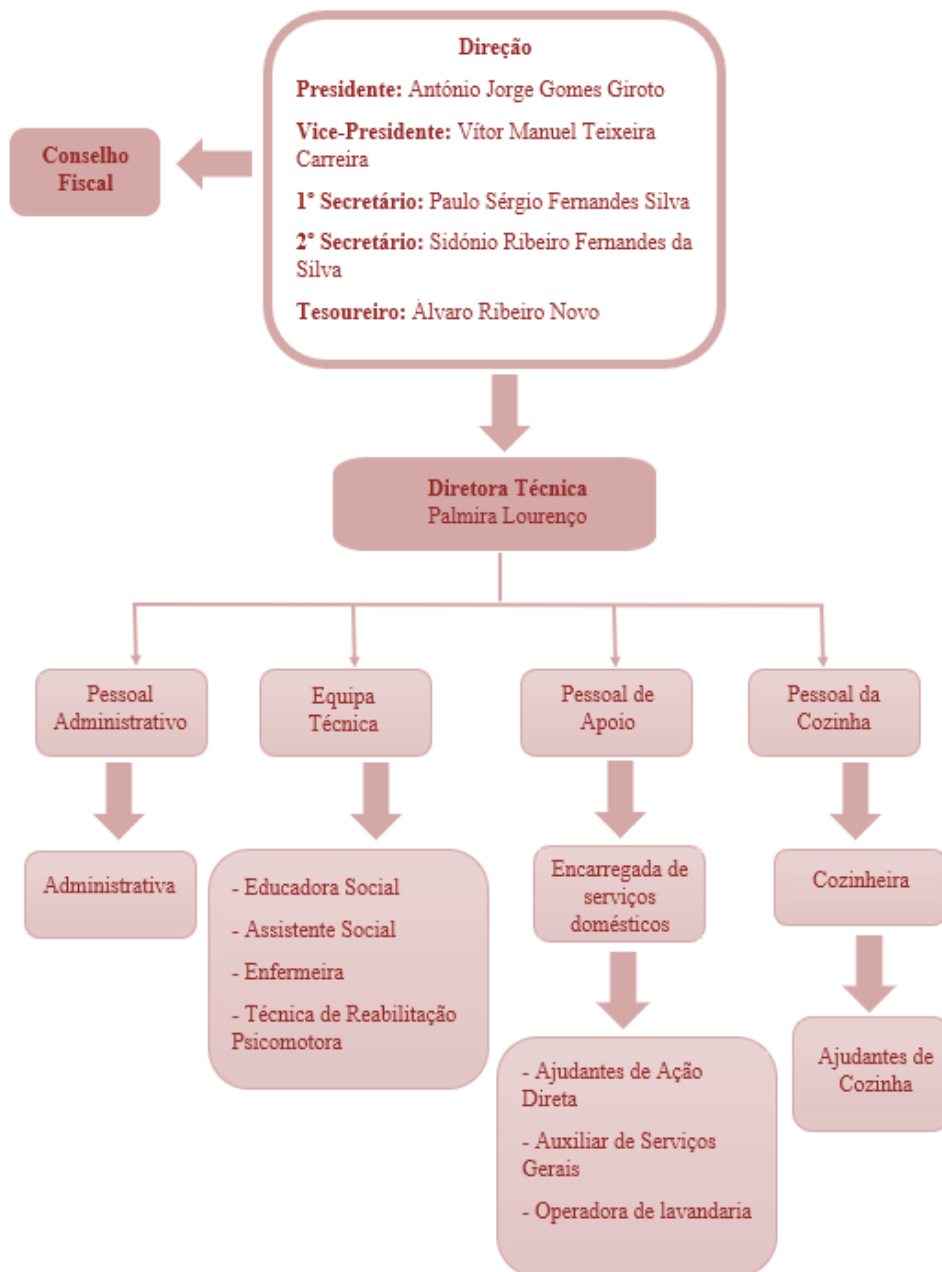 Direção
Presidente: António Jorge Gomes Giroto
Vice-Presidente: Vítor Manuel Teixeira
Carreira
1º Secretário: Paulo Sérgio Fernandes Silva
2º Secretário: Sidónio Ribeiro Fernandes da
Silva
Tesoureiro: Álvaro Ribeiro Novo
Conselho
Fiscal
Diretora Técnica
Palmira Lourenço
Pessoal
Administrativo
Equipa
Técnica
Pessoal de
Apoio
Pessoal da
Cozinha
Administrativa
- Educadora Social
- Assistente Social
- Enfermeira
- Técnica de Reabilitação
Psicomotora
Encarregada de
serviços
domésticos
Cozinheira
- Ajudantes de Ação
Direta
- Auxiliar de Serviços
Gerais
- Operadora de lavandaria
Ajudantes de
Cozinha